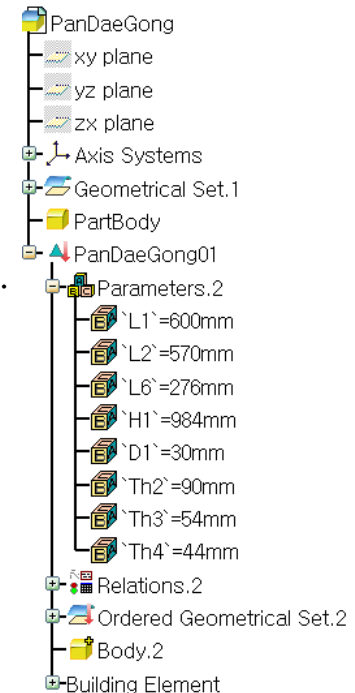 PanDaeGong
xy plane
yz plane
zx plane
Axis Systems
Geometrical Set.1
PartBody
PanDaeGong01
Parameters.2
`L1`=600mm
`L2`=570mm
`L6`=276mm
`H1`=984mm
`D1`=30mm
`Th2`=90mm
`Th3`=54mm
`Th4`=44mm
Relations.2
Ordered Geometrical Set.2
Body.2
Building Element